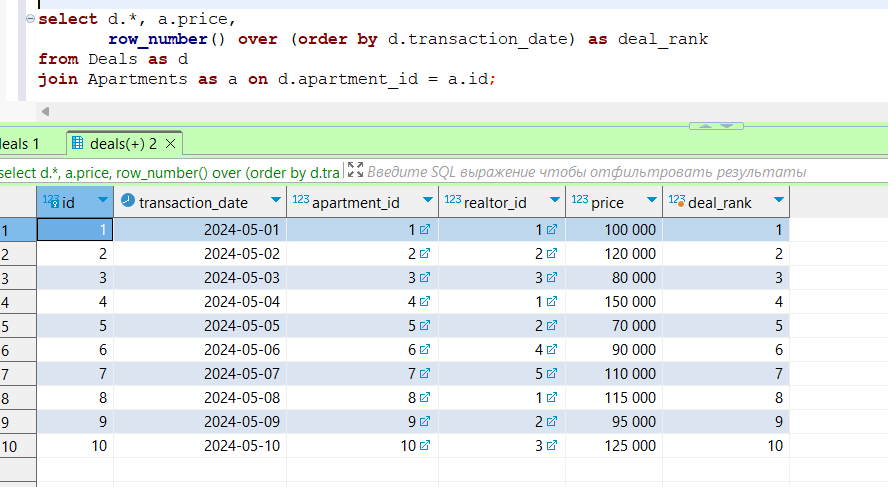 select d.*, a.price,
row_number() over (order by d.transaction_date) as deal_rank
from Deals as d
join Apartments as a on d.apartment_id = a.id;
deals 1 deals(+) 2
select d.*, a.price, row_number() over (order by d.tra Введите SQL выражение чтобы отфильтровать результаты
123 id transaction_date 123 apartment_id 123 realtor_id 123 price 123 deal_rank
1 1 2024-05-01 1 1 100 000 1
2 2 2024-05-02 2 2 120 000 2
3 3 2024-05-03 3 3 80 000 3
4 4 2024-05-04 4 1 150 000 4
5 5 2024-05-05 5 2 70 000 5
6 6 2024-05-06 6 4 90 000 6
7 7 2024-05-07 7 5 110 000 7
8 8 2024-05-08 8 1 115 000 8
9 9 2024-05-09 9 2 95 000 9
10 10 2024-05-10 10 3 125 000 10